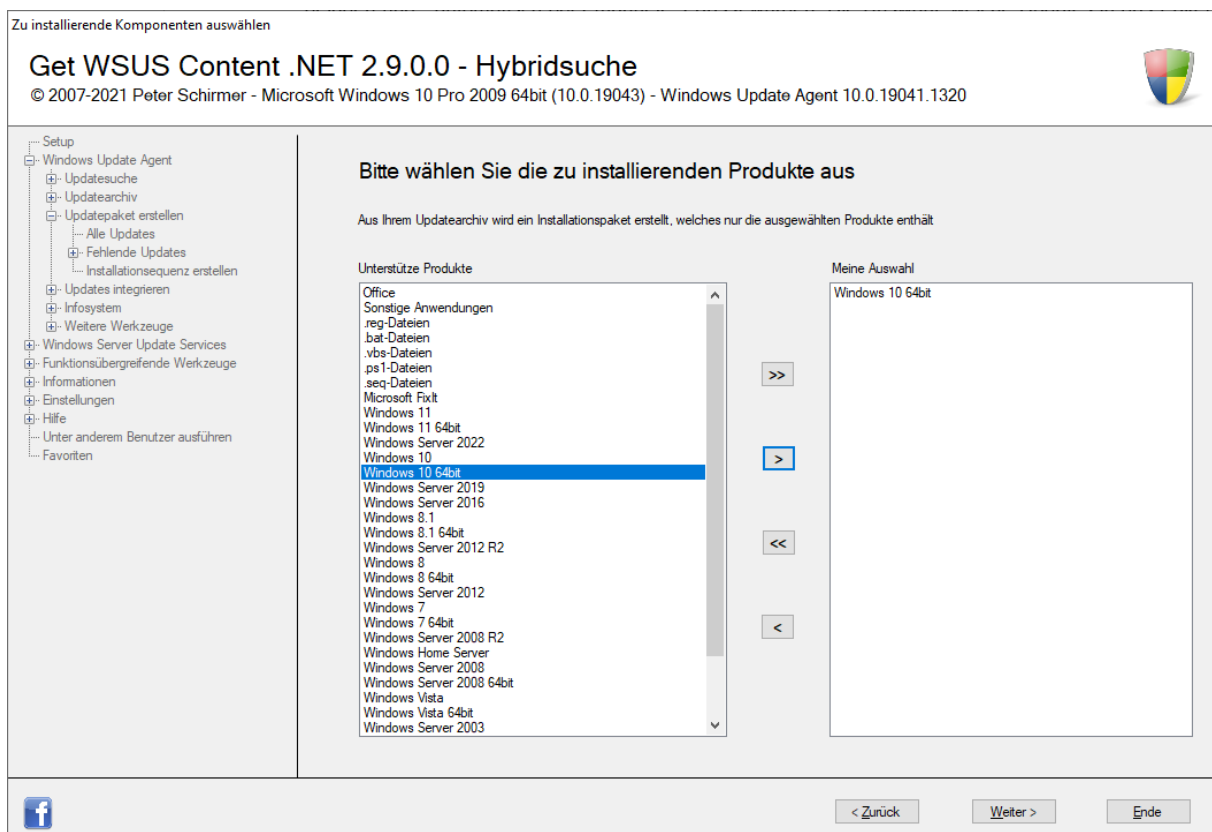 Zu installierende Komponenten auswählen
Get WSUS Content .NET 2.9.0.0 - Hybridsuche
© 2007-2021 Peter Schirmer - Microsoft Windows 10 Pro 2009 64bit (10.0.19043) - Windows Update Agent 10.0.19041.1320
Setup
Windows Update Agent
Updatesuche
Updatearchiv
Updatepaket erstellen
Alle Updates
Fehlende Updates
Installationsequenz erstellen
Updates integrieren
Infosystem
Weitere Werkzeuge
Windows Server Update Services
Funktionsübergreifende Werkzeuge
Informationen
Einstellungen
Hilfe
Unter anderem Benutzer ausführen
Favoriten
Bitte wählen Sie die zu installierenden Produkte aus
Aus Ihrem Updatearchiv wird ein Installationspaket erstellt, welches nur die ausgewählten Produkte enthält
Unterstütze Produkte
Office
Sonstige Anwendungen
.reg-Dateien
.bat-Dateien
.vbs-Dateien
.ps1-Dateien
.seq-Dateien
Microsoft FixIt
Windows 11
Windows 11 64bit
Windows Server 2022
Windows 10
Windows 10 64bit
Windows Server 2019
Windows Server 2016
Windows 8.1
Windows 8.1 64bit
Windows Server 2012 R2
Windows 8
Windows 8 64bit
Windows Server 2012
Windows 7
Windows 7 64bit
Windows Server 2008 R2
Windows Home Server
Windows Server 2008
Windows Server 2008 64bit
Windows Vista
Windows Vista 64bit
Windows Server 2003
>>
>
<<
<
Meine Auswahl
Windows 10 64bit
f
< Zurück
Weiter >
Ende